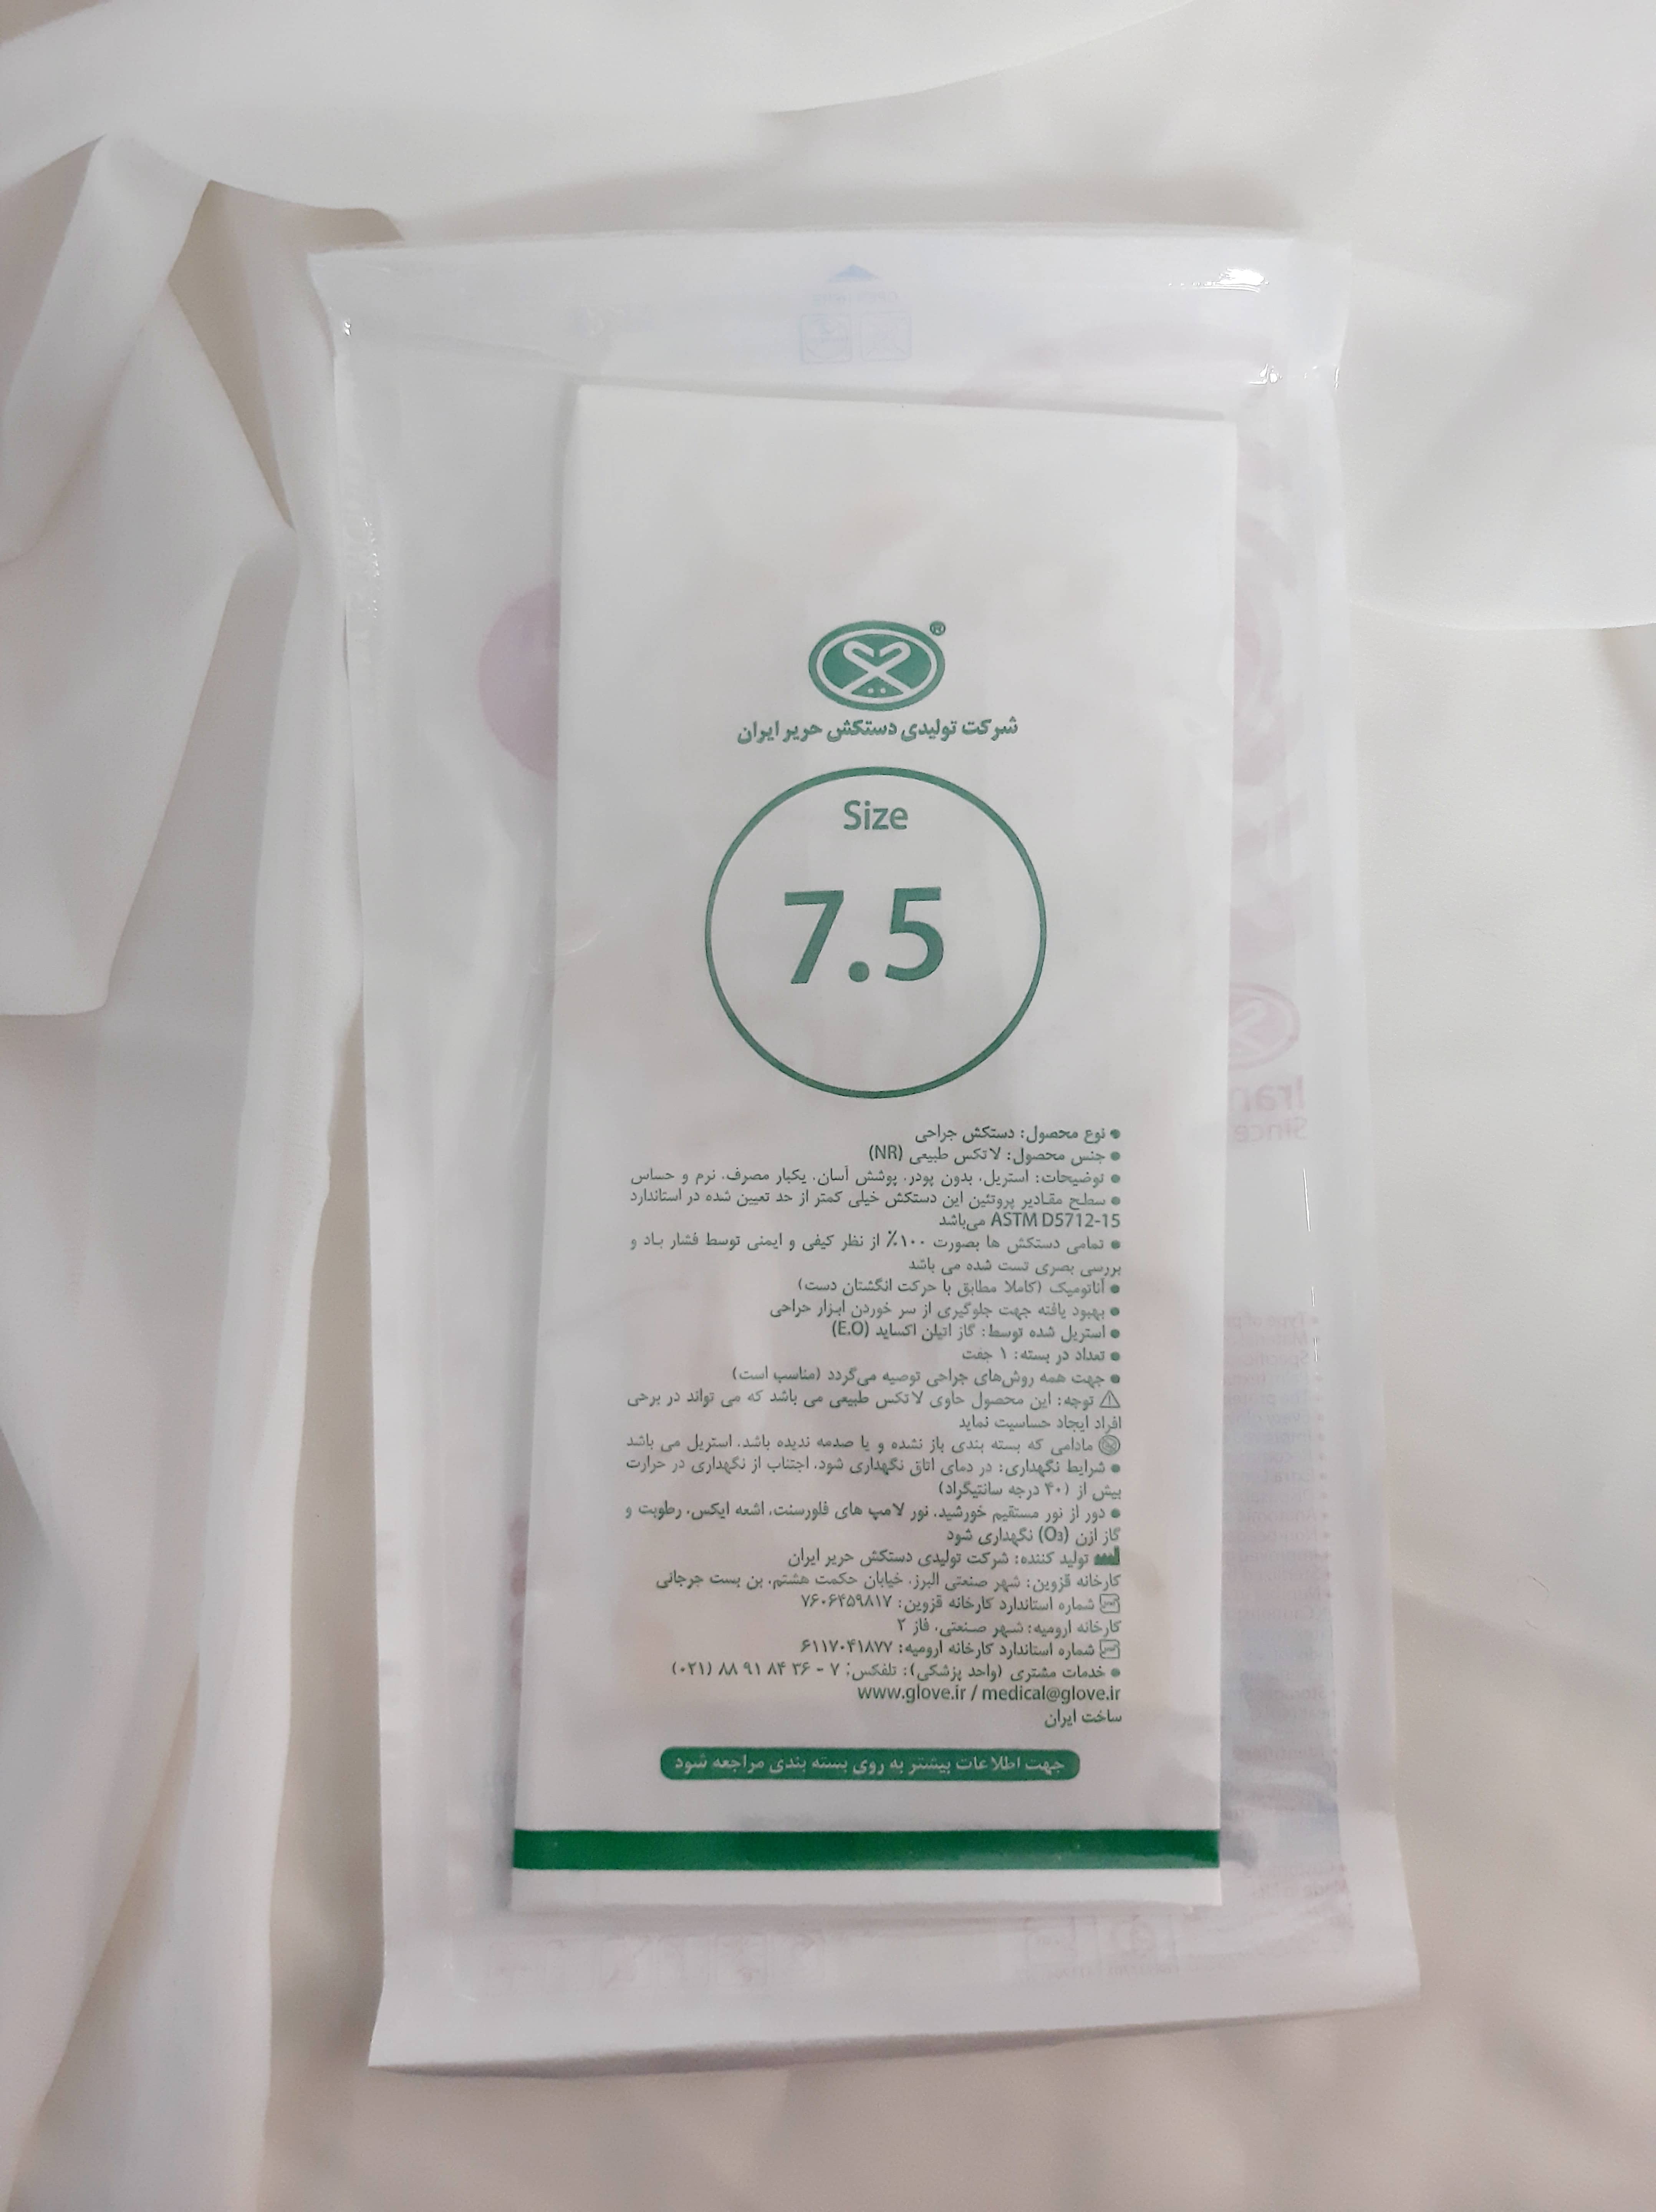 ®
شرکت تولیدی دستکش حریر ایران
Size
7.5
• نوع محصول: دستکش جراحی
• جنس محصول: لاتکس طبیعی (NR)
• توضیحات: استریل، بدون پودر، پوشش آسان، یکبار مصرف، نرم و حساس
• سطح مقادیر پروتئین این دستکش خیلی کمتر از حد تعیین شده در استاندارد
ASTM D5712-15 می‌باشد
• تمامی دستکش ها بصورت ۱۰۰٪ از نظر کیفی و ایمنی توسط فشار باد و
بررسی بصری تست شده می باشد
• آناتومیک (کاملا مطابق با حرکت انگشتان دست)
• بهبود یافته جهت جلوگیری از سر خوردن ابزار جراحی
• استریل شده توسط: گاز اتیلن اکساید (E.O)
• تعداد در بسته: ۱ جفت
• جهت همه روش‌های جراحی توصیه می‌گردد (مناسب است)
توجه: این محصول حاوی لاتکس طبیعی می باشد که می تواند در برخی
افراد ایجاد حساسیت نماید
مادامی که بسته بندی باز نشده و یا صدمه ندیده باشد، استریل می باشد
• شرایط نگهداری: در دمای اتاق نگهداری شود، اجتناب از نگهداری در حرارت
بیش از (۴۰ درجه سانتیگراد)
• دور از نور مستقیم خورشید، نور لامپ های فلورسنت، اشعه ایکس، رطوبت و
گاز ازن (O₃) نگهداری شود
تولید کننده: شرکت تولیدی دستکش حریر ایران
کارخانه قزوین: شهر صنعتی البرز، خیابان حکمت هشتم، بن بست جرجانی
شماره استاندارد کارخانه قزوین: ۷۶۰۶۴۵۹۸۱۷
کارخانه ارومیه: شهر صنعتی، فاز ۲
شماره استاندارد کارخانه ارومیه: ۶۱۱۷۰۴۱۸۷۷
• خدمات مشتری (واحد پزشکی): تلفکس: ۷ - ۳۶ ۸۴ ۹۱ ۸۸ (۰۲۱)
www.glove.ir / medical@glove.ir
ساخت ایران
جهت اطلاعات بیشتر به روی بسته بندی مراجعه شود
Iran
Since